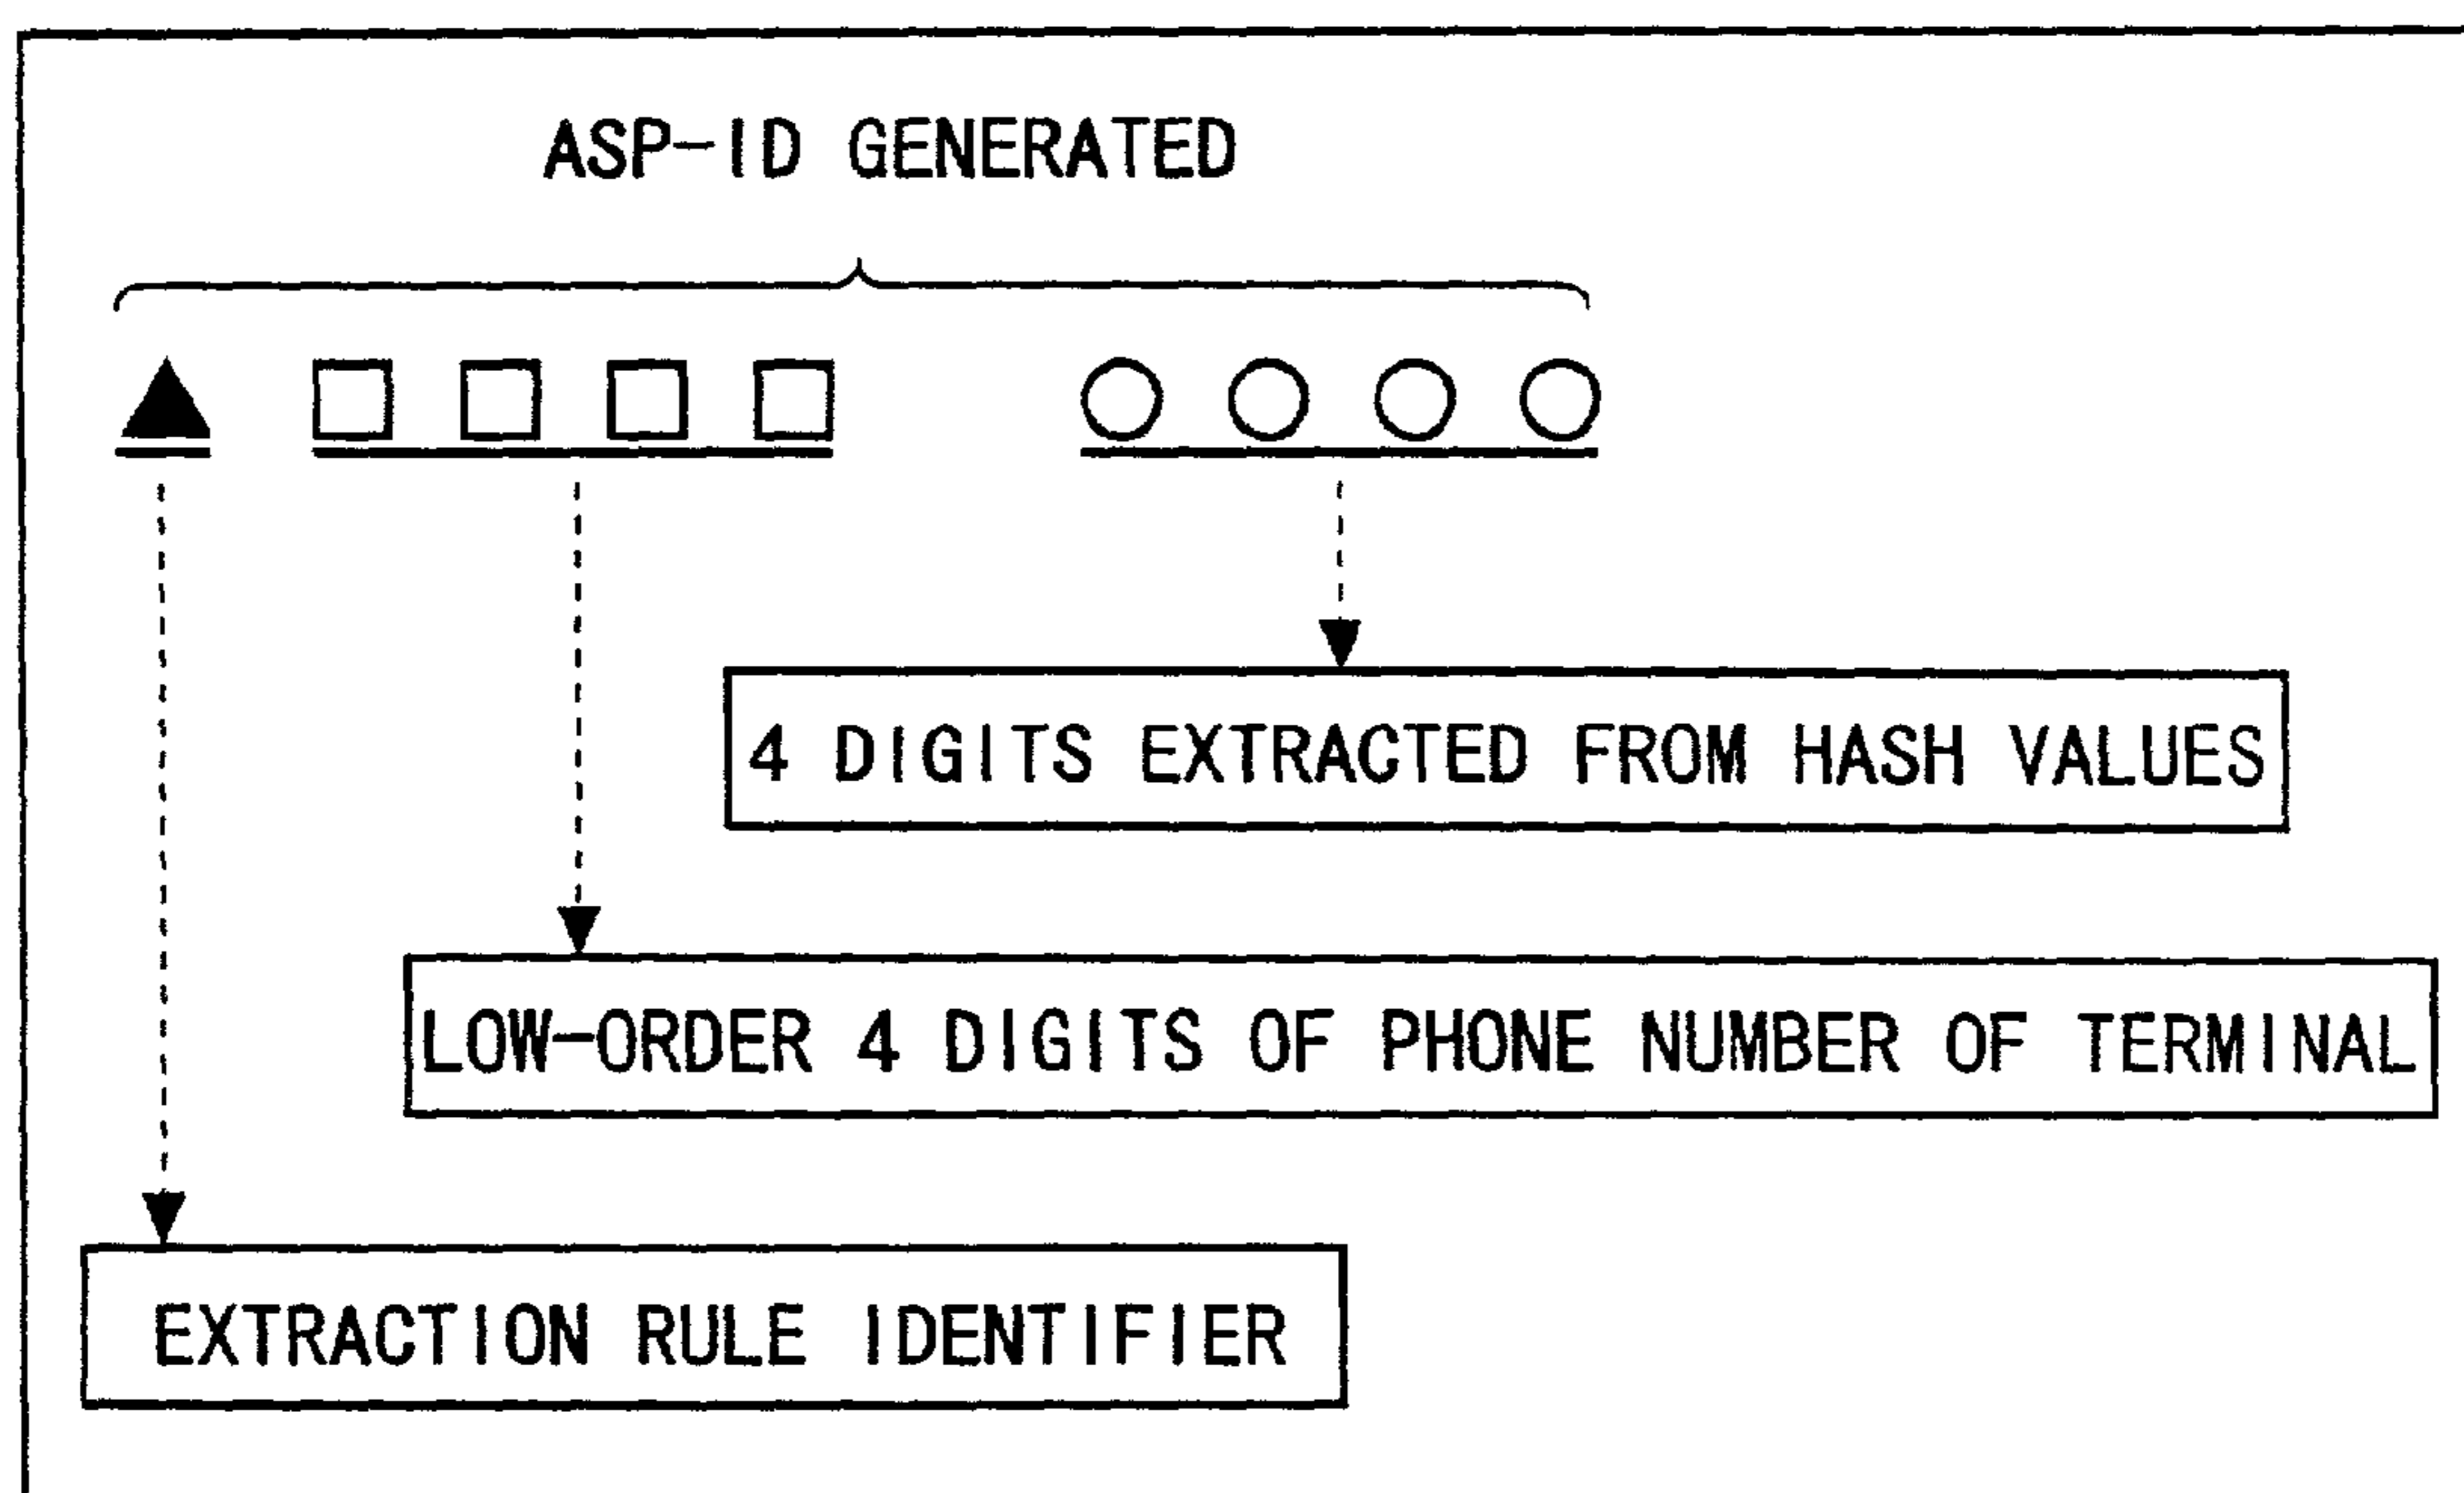 ASP-ID GENERATED
4 DIGITS EXTRACTED FROM HASH VALUES
LOW-ORDER 4 DIGITS OF PHONE NUMBER OF TERMINAL
EXTRACTION RULE IDENTIFIER